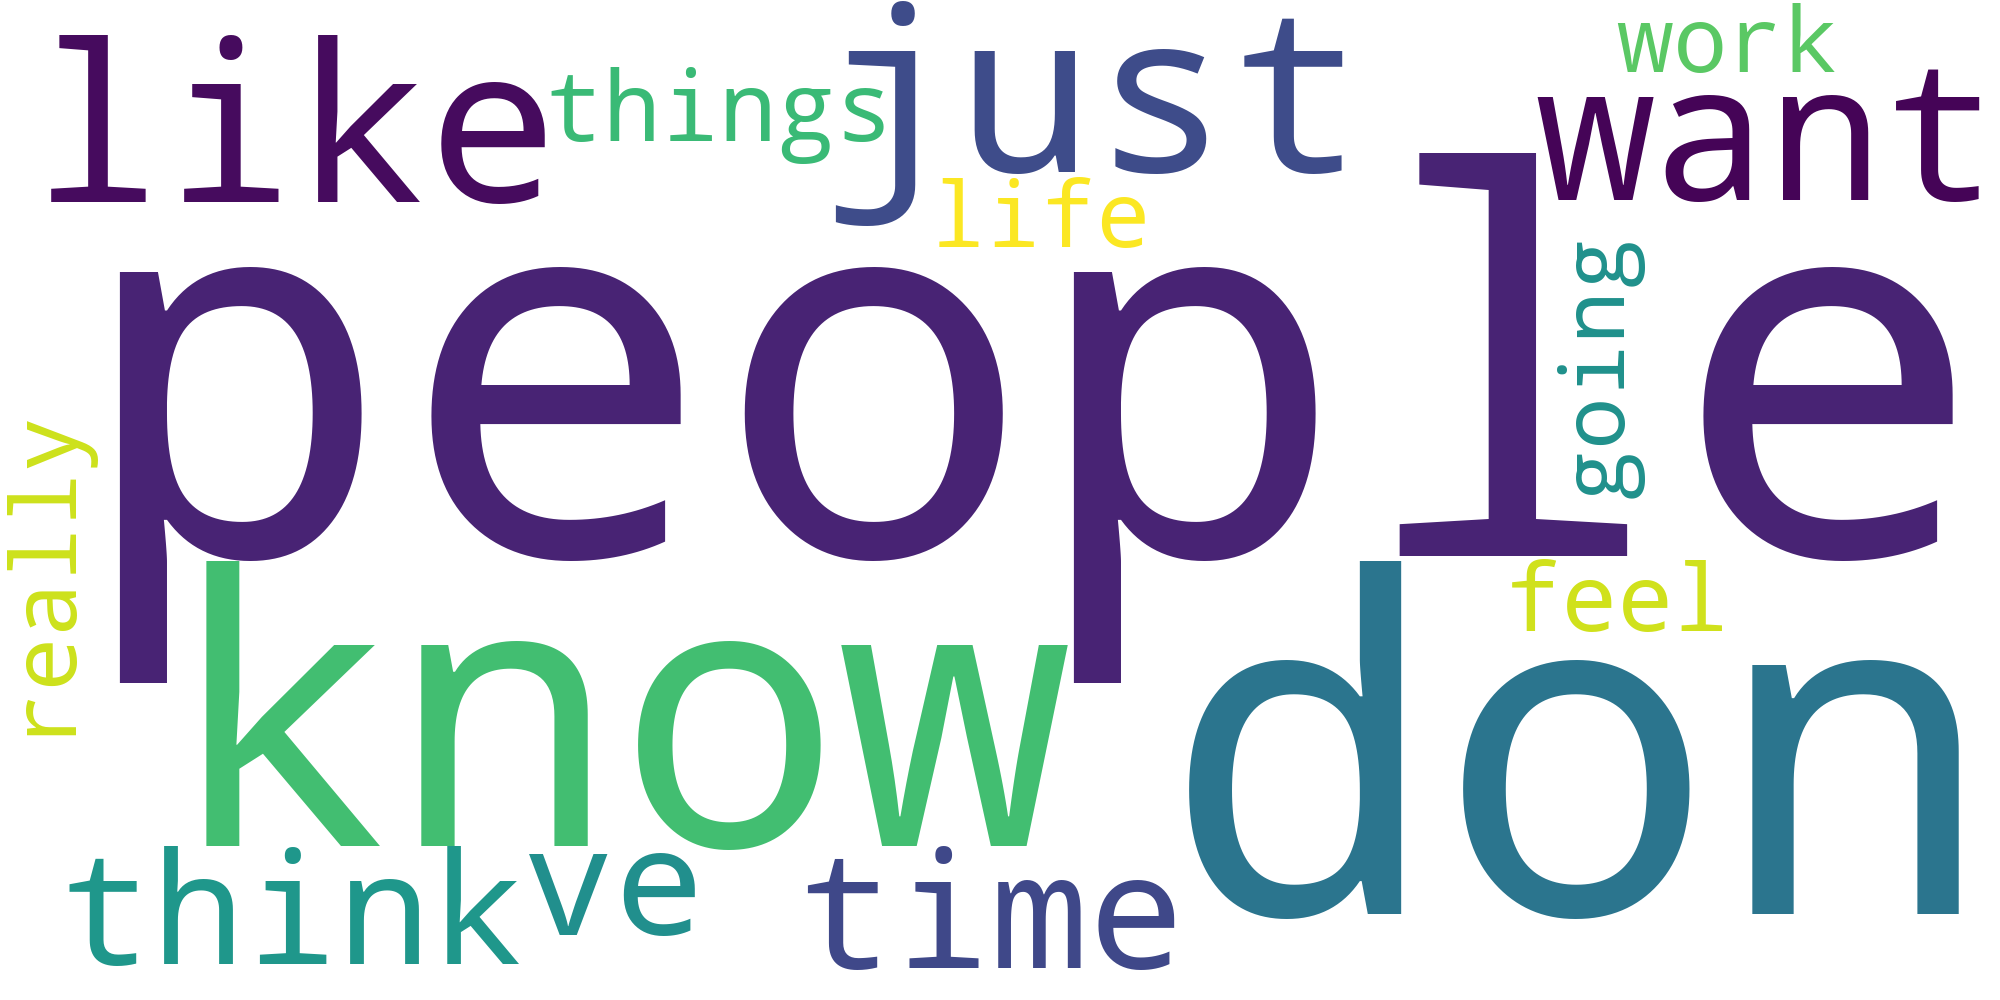 like
things
just
work
want
life
people
going
really
know
feel
don
think
ve
time